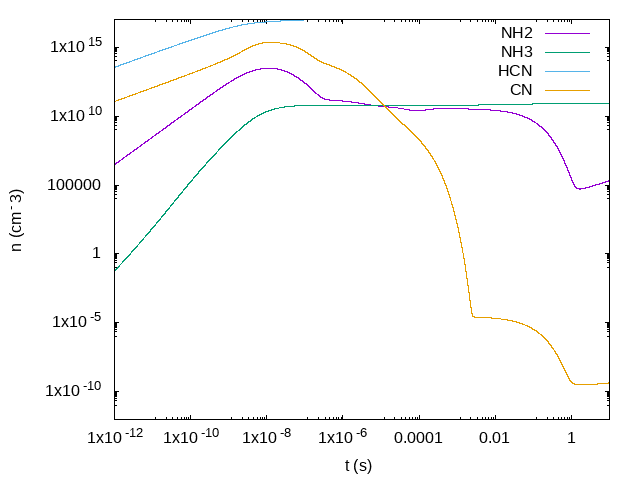 NH2
NH3
HCN
CN
1x10^15
1x10^10
100000
1
1x10^-5
1x10^-10
n (cm^-3)
1x10^-12 1x10^-10 1x10^-8 1x10^-6 0.0001 0.01 1
t (s)